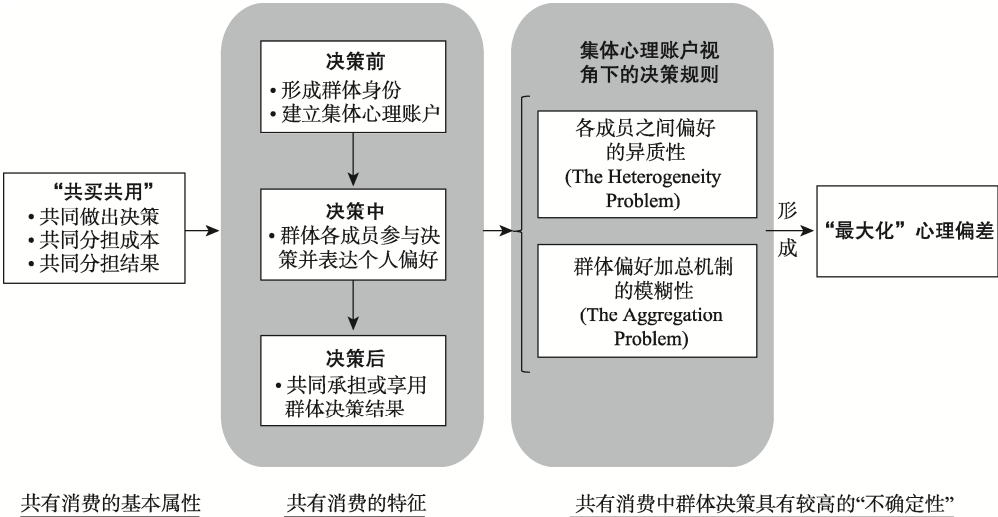 “共买共用”
• 共同做出决策
• 共同分担成本
• 共同分担结果
决策前
• 形成群体身份
• 建立集体心理账户
决策中
• 群体各成员参与决
策并表达个人偏好
决策后
• 共同承担或享用
群体决策结果
集体心理账户视
角下的决策规则
各成员之间偏好
的异质性
(The Heterogeneity
Problem)
群体偏好加总机制
的模糊性
(The Aggregation
Problem)
形
成
“最大化”心理偏差
共有消费的基本属性
共有消费的特征
共有消费中群体决策具有较高的“不确定性”